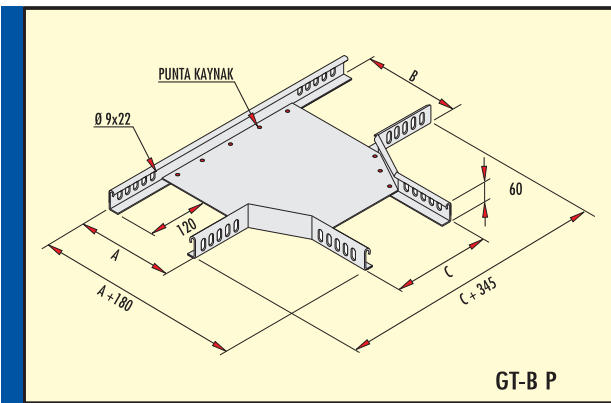 PUNTA KAYNAK
B
Ø 9x22
60
120
A
C
A +180
C + 345
GT-B P